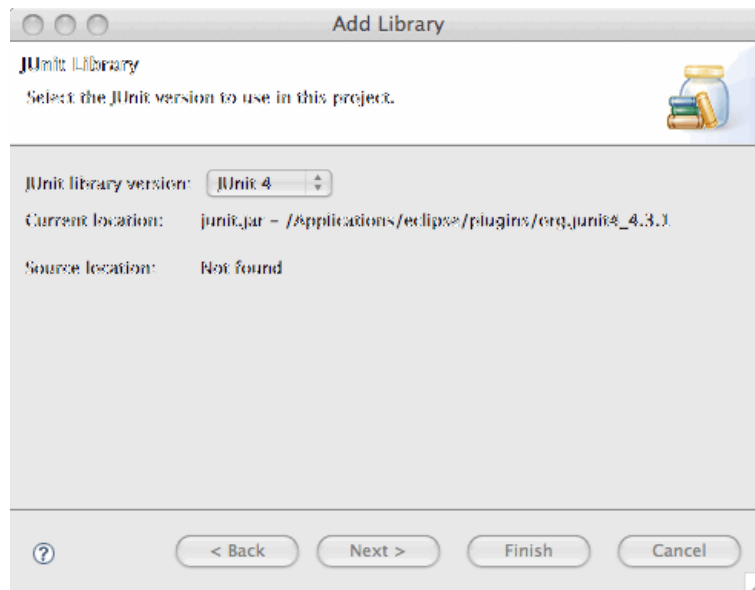 Add Library
JUnit Library
Select the JUnit version to use in this project.
JUnit library version: JUnit 4
Current location: junit.jar – /Applications/eclipse/plugins/org.junit4_4.3.1
Source location: Not found
? < Back Next > Finish Cancel